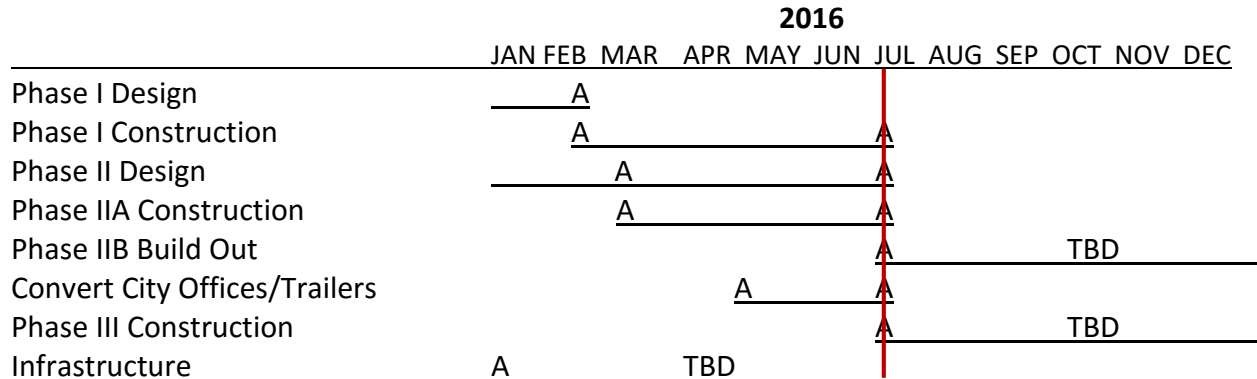 2016
JAN FEB MAR APR MAY JUN JUL AUG SEP OCT NOV DEC
Phase I Design A
Phase I Construction A A
Phase II Design A A
Phase IIA Construction A A
Phase IIB Build Out A TBD
Convert City Offices/Trailers A A
Phase III Construction A TBD
Infrastructure A TBD